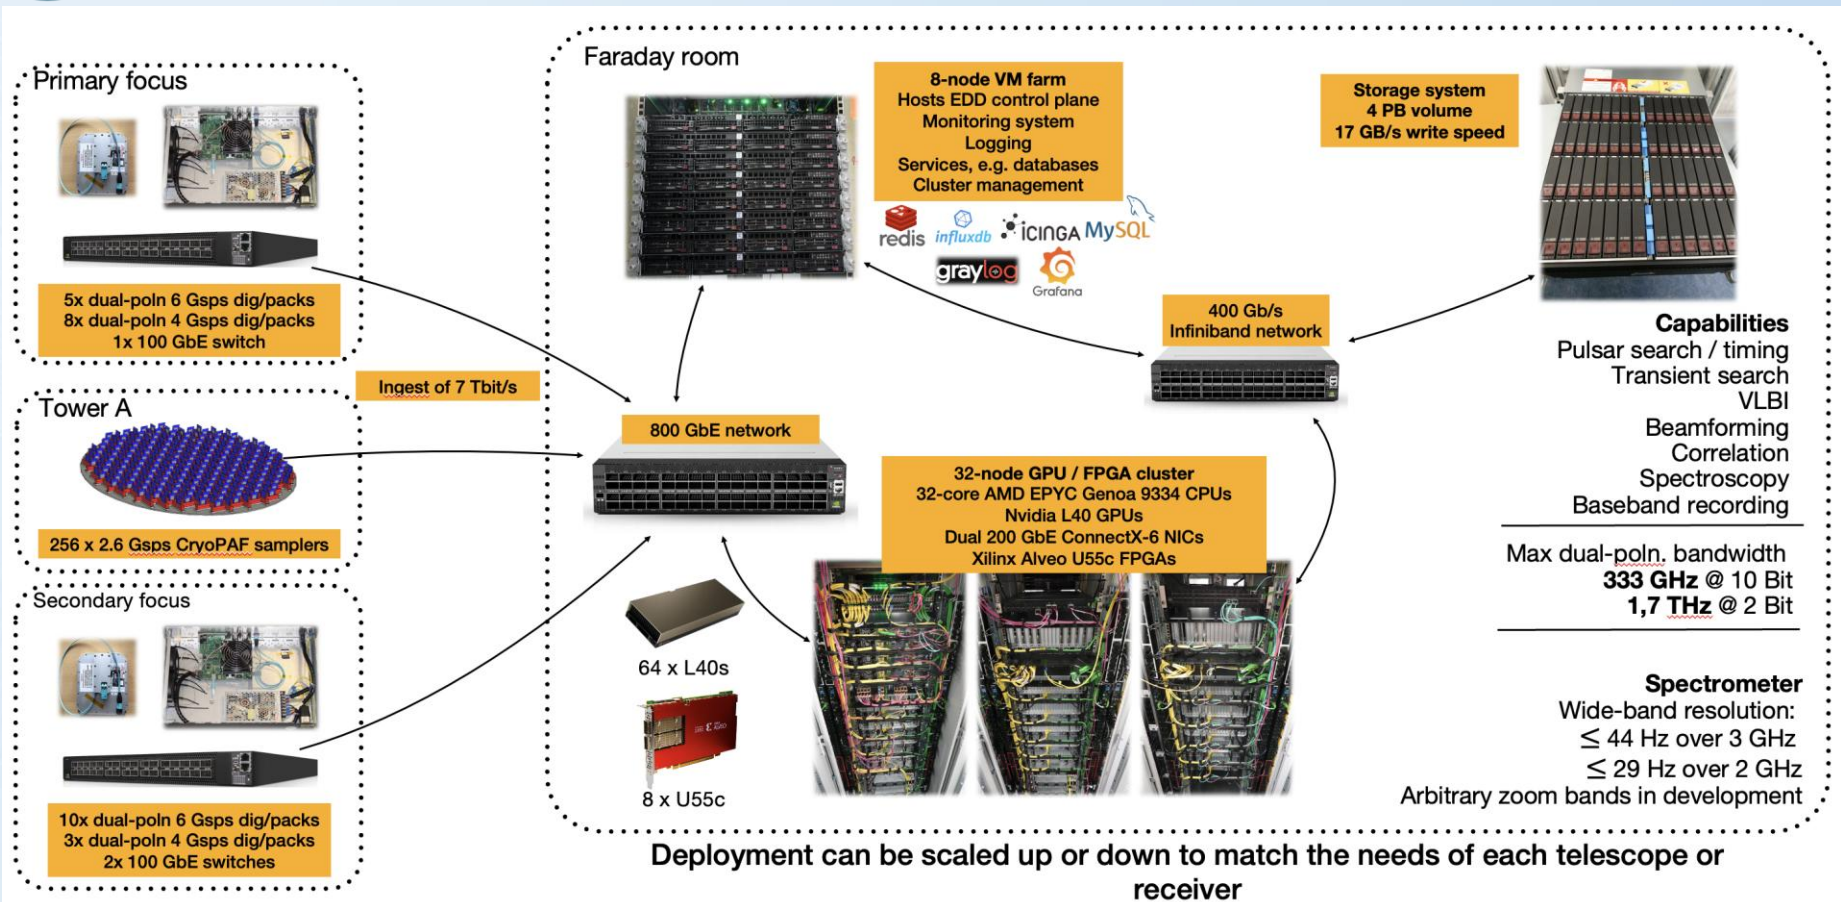 Primary focus
5x dual-poln 6 Gsps dig/packs
8x dual-poln 4 Gsps dig/packs
1x 100 GbE switch
Tower A
256 x 2.6 Gsps CryoPAF samplers
Secondary focus
10x dual-poln 6 Gsps dig/packs
3x dual-poln 4 Gsps dig/packs
2x 100 GbE switches
Ingest of 7 Tbit/s
Faraday room
8-node VM farm
Hosts EDD control plane
Monitoring system
Logging
Services, e.g. databases
Cluster management
redis
influxdb
ICINGA
MySQL
graylog
Grafana
Storage system
4 PB volume
17 GB/s write speed
400 Gb/s
Infiniband network
800 GbE network
32-node GPU / FPGA cluster
32-core AMD EPYC Genoa 9334 CPUs
Nvidia L40 GPUs
Dual 200 GbE ConnectX-6 NICs
Xilinx Alveo U55c FPGAs
64 x L40s
8 x U55c
Capabilities
Pulsar search / timing
Transient search
VLBI
Beamforming
Correlation
Spectroscopy
Baseband recording
Max dual-poln. bandwidth
333 GHz @ 10 Bit
1,7 THz @ 2 Bit
Spectrometer
Wide-band resolution:
≤ 44 Hz over 3 GHz
≤ 29 Hz over 2 GHz
Arbitrary zoom bands in development
Deployment can be scaled up or down to match the needs of each telescope or
receiver